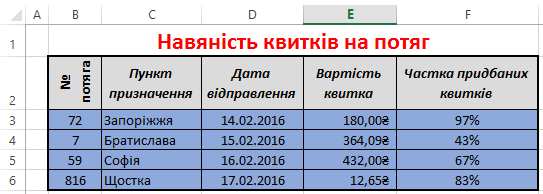 A B C D E F
1 Навяність квитків на потяг
2 № потяга Пункт призначення Дата відправлення Вартість квитка Частка придбаних квитків
3 72 Запоріжжя 14.02.2016 180,00₴ 97%
4 7 Братислава 15.02.2016 364,09₴ 43%
5 59 Софія 16.02.2016 432,00₴ 67%
6 816 Щостка 17.02.2016 12,65₴ 83%